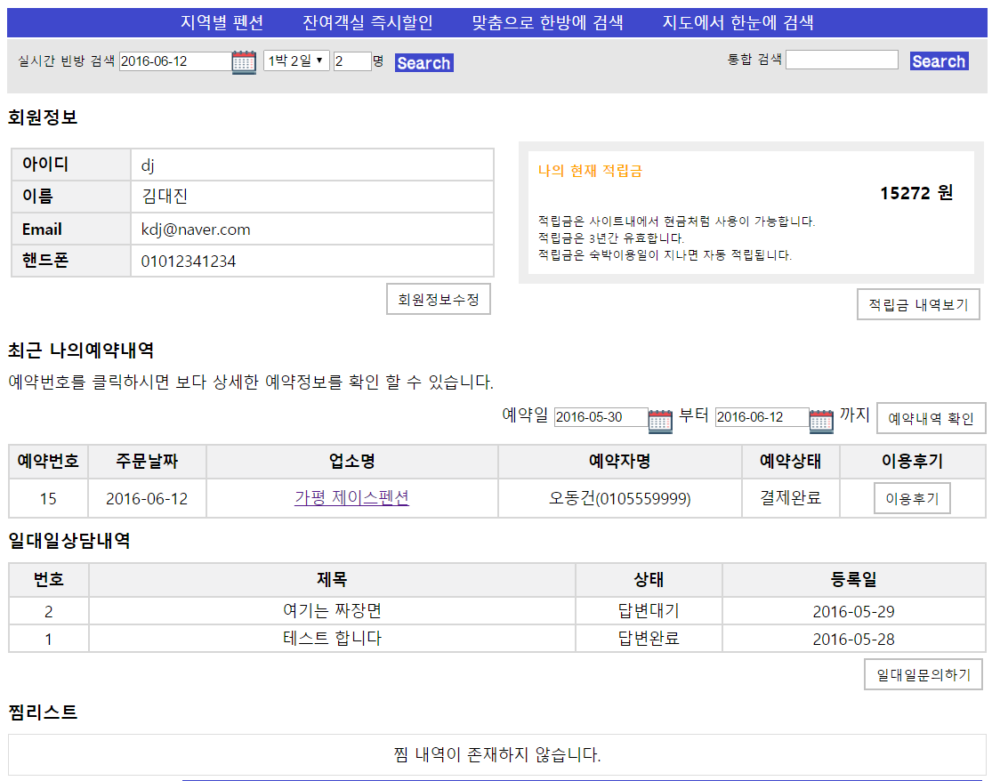 지역별 펜션 잔여객실 즉시할인 맞춤으로 한방에 검색 지도에서 한눈에 검색
실시간 빈방 검색 2016-06-12 1박 2일 ▼ 2 명 Search 통합 검색 Search
회원정보
아이디 dj
이름 김대진
Email kdj@naver.com
핸드폰 01012341234
회원정보수정
나의 현재 적립금
15272 원
적립금은 사이트내에서 현금처럼 사용이 가능합니다.
적립금은 3년간 유효합니다.
적립금은 숙박이용일이 지나면 자동 적립됩니다.
적립금 내역보기
최근 나의예약내역
예약번호를 클릭하시면 보다 상세한 예약정보를 확인 할 수 있습니다.
예약일 2016-05-30 부터 2016-06-12 까지 예약내역 확인
예약번호 주문날짜 업소명 예약자명 예약상태 이용후기
15 2016-06-12 가평 제이스펜션 오동건(0105559999) 결제완료 이용후기
일대일상담내역
번호 제목 상태 등록일
2 여기는 짜장면 답변대기 2016-05-29
1 테스트 합니다 답변완료 2016-05-28
일대일문의하기
찜리스트
찜 내역이 존재하지 않습니다.